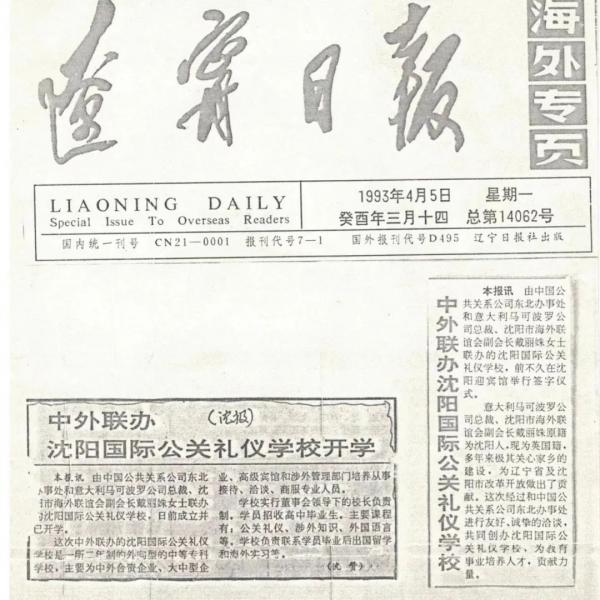 辽宁日报
海外专页
LIAONING DAILY
Special Issue To Overseas Readers
1993年4月5日 星期一
癸酉年三月十四 总第14062号
国内统一刊号 CN21—0001 报刊代号7—1 国外报刊代号D495 辽宁日报社出版
中外联办沈阳国际公关礼仪学校
本报讯 由中国公
共关系公司东北办事处
和意大利马可波罗公
司总裁、沈阳市海外联
谊会副会长戴丽姝女士
联办的沈阳国际公关
礼仪学校，前不久在沈
阳迎宾馆举行签字仪
式。
意大利马可波罗公
司总裁、沈阳市海外联
谊会副会长戴丽姝原籍
为沈阳人，现为英国籍，
多年来极其关心家乡的
建设，为辽宁省及沈阳
市改革开放做出了贡
献。这次经过和中国公
共关系公司东北办事处
进行友好、诚挚的洽谈，
共同创办沈阳国际公
关礼仪学校，为教育
事业培养人才，贡献力
量。
中外联办 （沈报）
沈阳国际公关礼仪学校开学
本报讯 由中国公共关系公司东北
办事处和意大利马可波罗公司总裁、沈
阳市海外联谊会副会长戴丽姝女士联办
的沈阳国际公关礼仪学校，日前成立并
已开学。
这次中外联办的沈阳国际公关礼仪
学校是一所二年制的外向型的中等专科
学校，主要为中外合资企业、大中型企
业、高级宾馆和涉外管理部门培养从事
接待、洽谈、商服专业人员。
学校实行董事会领导下的校长负责
制，学员招收高中毕业生，主要课程
有：公关礼仪、涉外知识、外国语言
等。学校负责联系学员毕业后出国留学
和海外实习等。